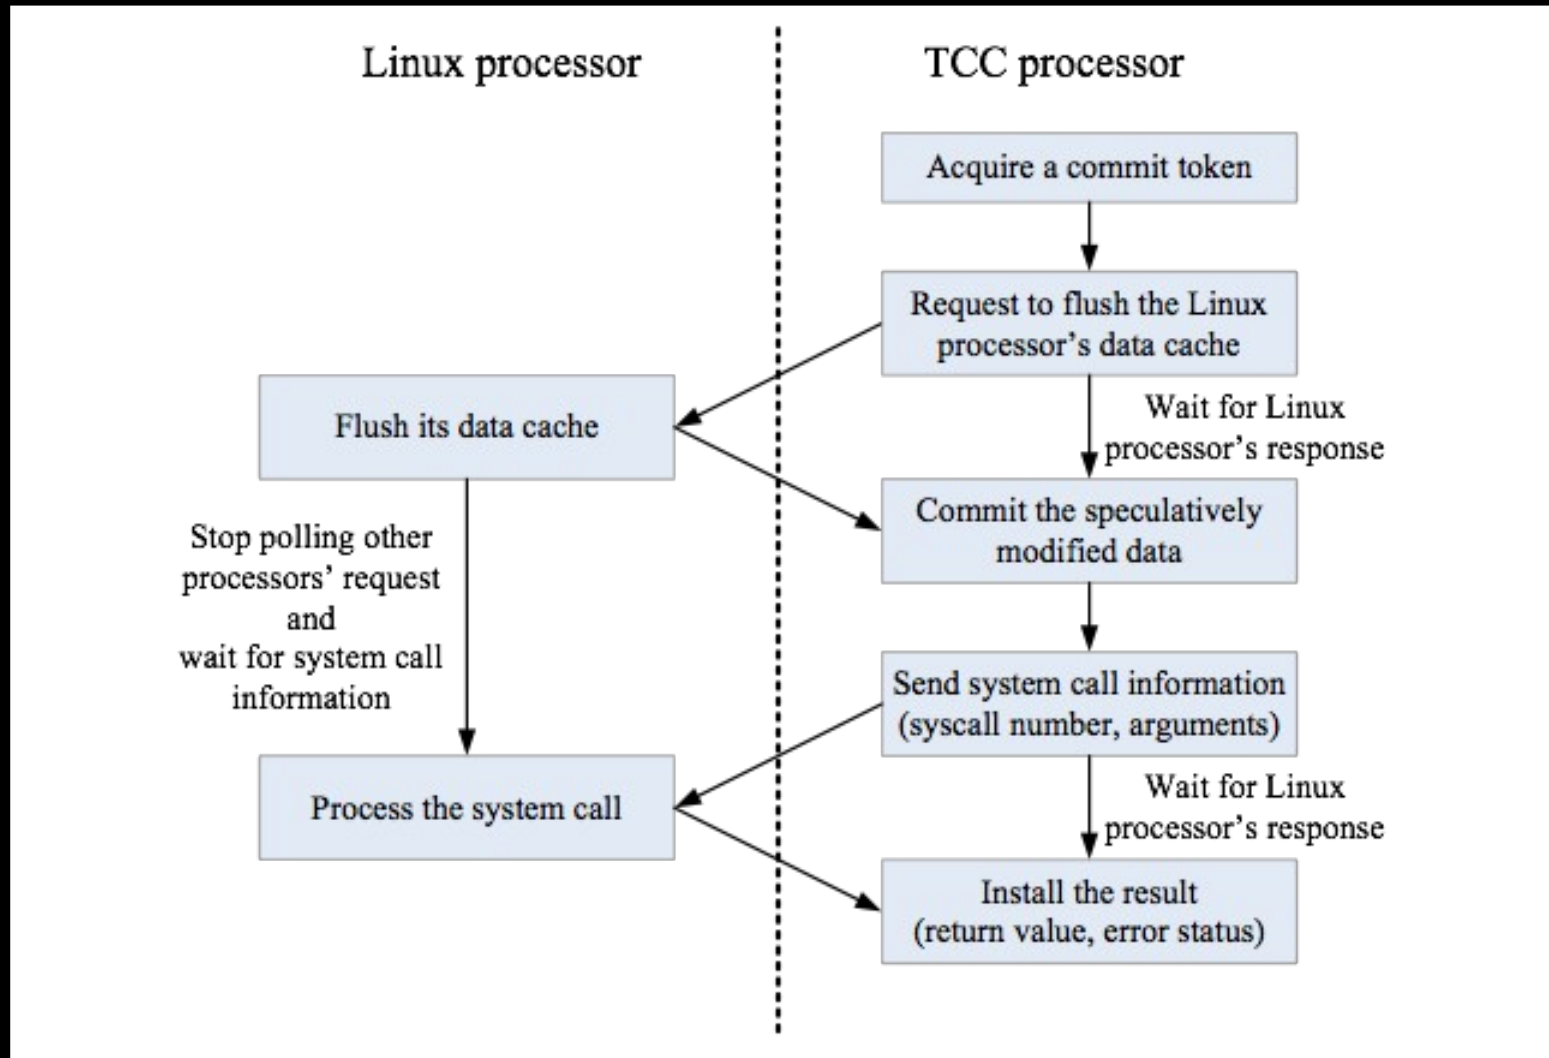 Linux processor
TCC processor
Acquire a commit token
Request to flush the Linux
processor’s data cache
Wait for Linux
processor’s response
Flush its data cache
Commit the speculatively
modified data
Stop polling other
processors’ request
and
wait for system call
information
Send system call information
(syscall number, arguments)
Wait for Linux
processor’s response
Process the system call
Install the result
(return value, error status)